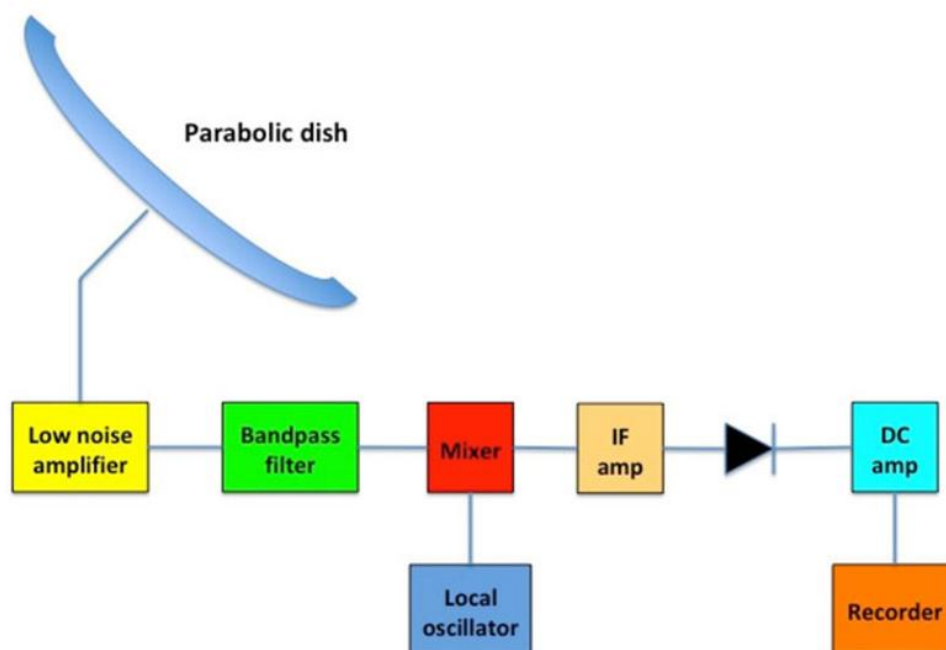 Parabolic dish
Low noise
amplifier
Bandpass
filter
Mixer
IF
amp
DC
amp
Local
oscillator
Recorder